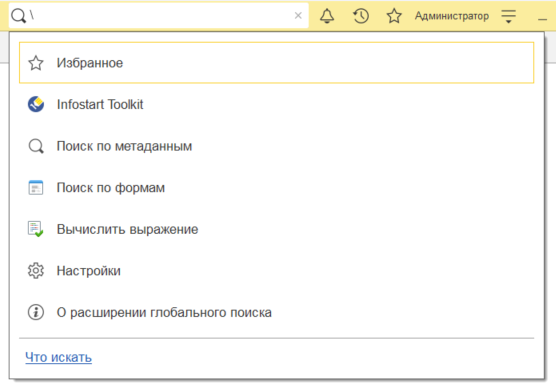 \
Администратор
Избранное
Infostart Toolkit
Поиск по метаданным
Поиск по формам
Вычислить выражение
Настройки
О расширении глобального поиска
Что искать